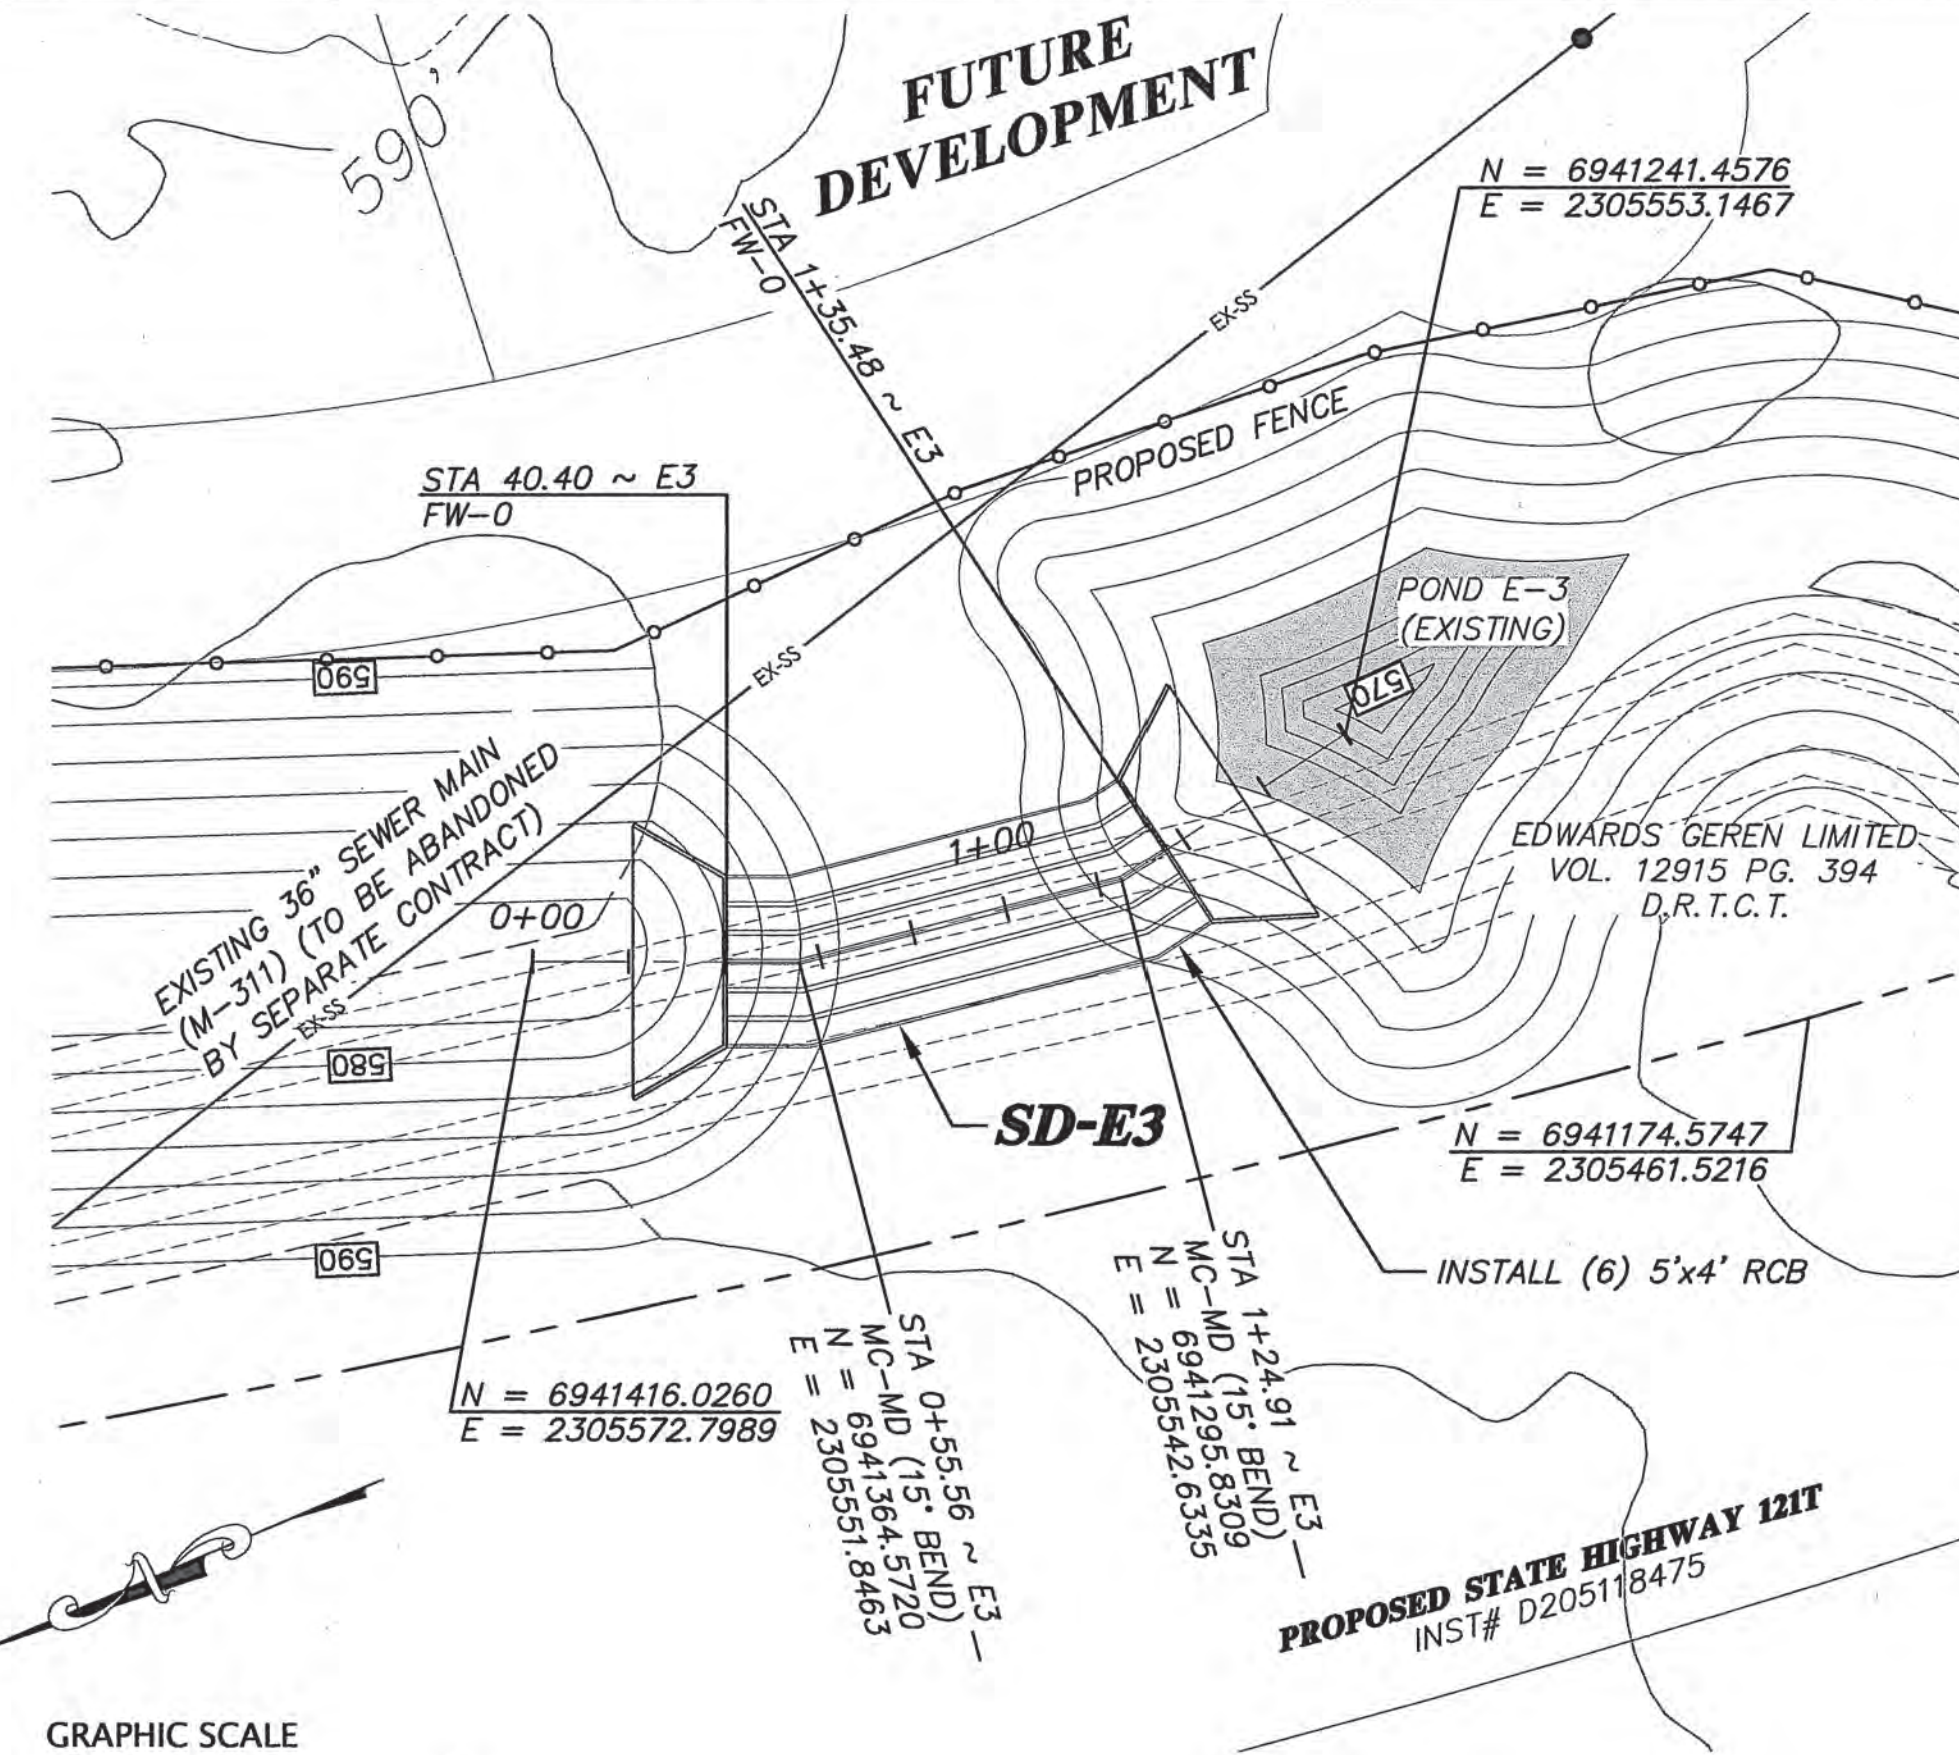 FUTURE
DEVELOPMENT
590'
N = 6941241.4576
E = 2305553.1467
STA 1+35.48 ~ E3
FW-0
EX-SS
PROPOSED FENCE
STA 40.40 ~ E3
FW-0
POND E-3
(EXISTING)
570
EX-SS
590
EXISTING 36" SEWER MAIN
(M-311) (TO BE ABANDONED
BY SEPARATE CONTRACT)
EX-SS
1+00
0+00
EDWARDS GEREN LIMITED
VOL. 12915 PG. 394
D.R.T.C.T.
580
SD-E3
N = 6941174.5747
E = 2305461.5216
590
INSTALL (6) 5'x4' RCB
STA 1+24.91 ~ E3
MC-MD (15° BEND)
N = 6941295.8309
E = 2305542.6335
STA 0+55.56 ~ E3
MC-MD (15° BEND)
N = 6941364.5720
E = 2305551.8463
N = 6941416.0260
E = 2305572.7989
N
PROPOSED STATE HIGHWAY 121T
INST# D205118475
GRAPHIC SCALE